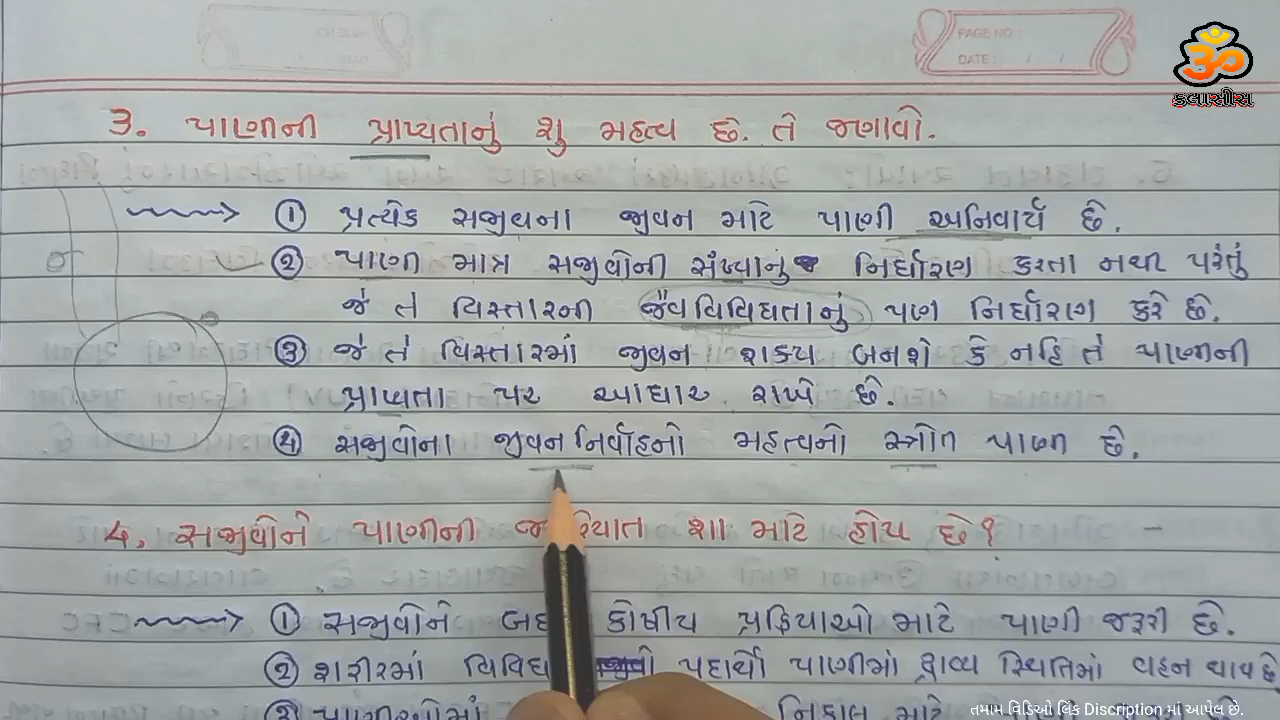 PAGE NO :
DATE : / /
ૐ
કલાસીસ
3. પાણીની પ્રાપ્યતાનું શુ મહત્વ છે. તે જણાવો.
① પ્રત્યેક સજીવના જીવન માટે પાણી અનિવાર્ય છે.
② પાણી માત્ર સજીવોની સંખ્યાનું નિર્ધારણ કરતા નથી પરંતુ
જે તે વિસ્તારની જૈવવિવિધતાનું પણ નિર્ધારણ કરે છે.
③ જે તે વિસ્તારમાં જીવન શક્ય બનશે કે નહિ તે પાણીની
પ્રાપ્યતા પર આધાર રાખે છે.
④ સજીવોના જીવનનિર્વાહનો મહત્વનો સ્ત્રોત પાણી છે.
4. સજીવોને પાણીની શા માટે હોય છે?
① સજીવોને કોષીય પ્રક્રિયાઓ માટે પાણી જરૂરી છે.
② શરીરમાં વિવિધ પદાર્થો પાણીમાં દ્રાવ્ય સ્થિતિમાં વહન થાય છે
③ નિકાલ માટે
તમામ વિડિઓ લિંક Discription માં આપેલ છે.